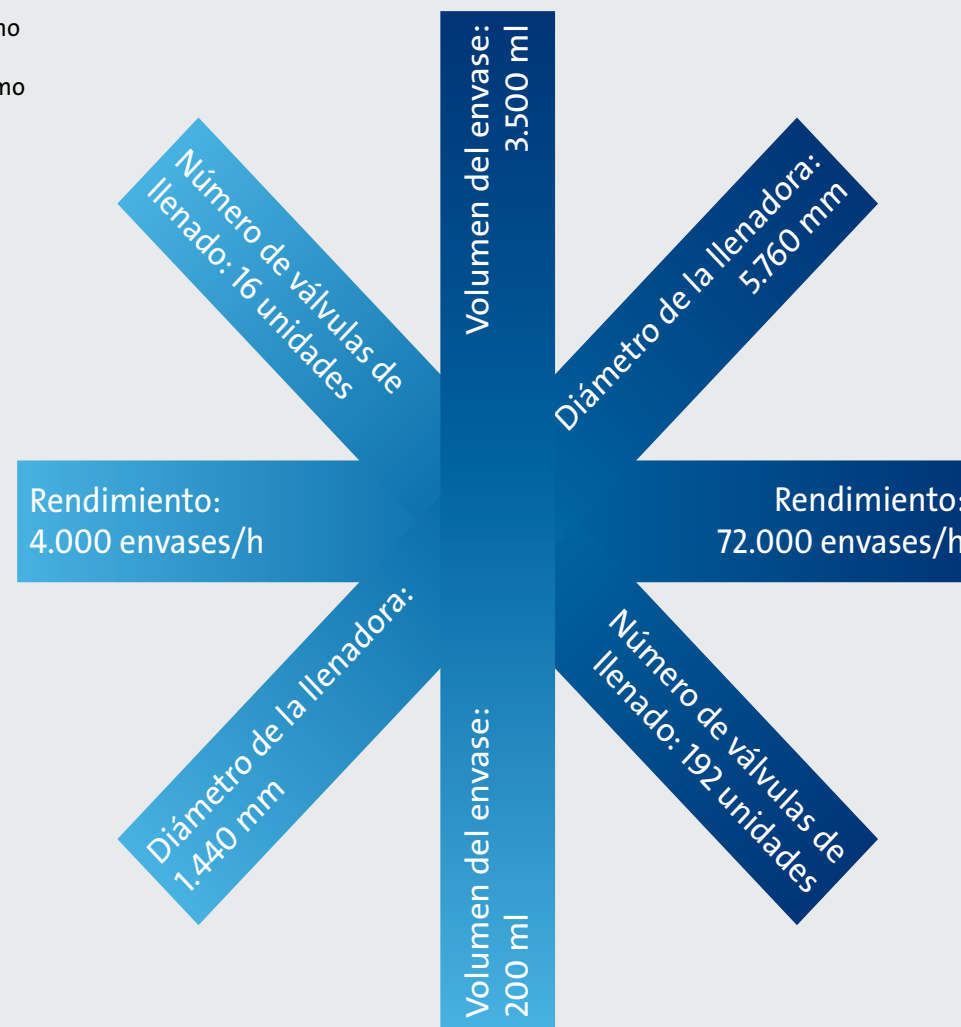 Volumen del envase:
3.500 ml
Número de válvulas de
llenado: 16 unidades
Diámetro de la llenadora:
5.760 mm
Rendimiento:
4.000 envases/h
Rendimiento:
72.000 envases/h
Diámetro de la llenadora:
1.440 mm
Número de válvulas de
llenado: 192 unidades
Volumen del envase:
200 ml